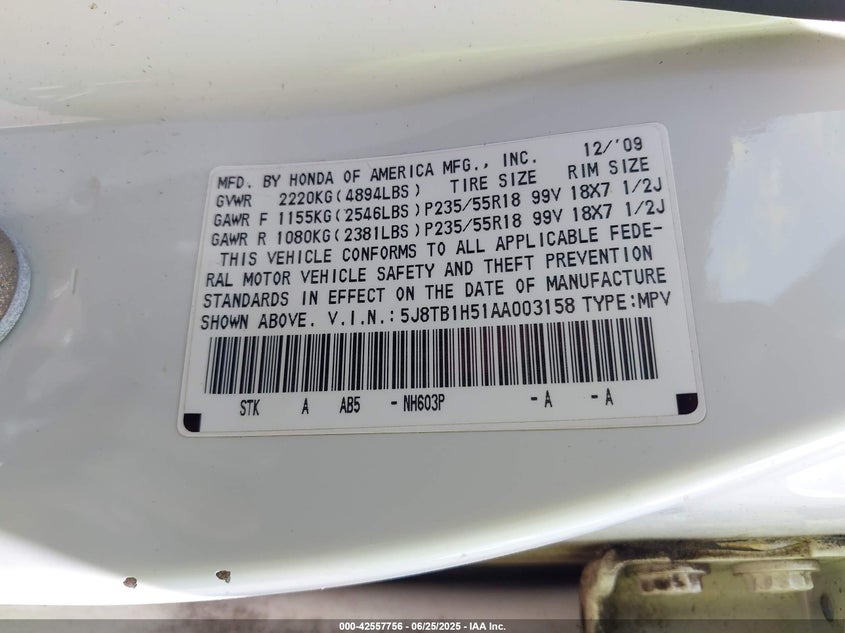 MFD. BY HONDA OF AMERICA MFG., INC. 12/'09
GVWR 2220KG(4894LBS) TIRE SIZE RIM SIZE
GAWR F 1155KG(2546LBS)P235/55R18 99V 18X7 1/2J
GAWR R 1080KG(2381LBS)P235/55R18 99V 18X7 1/2J
THIS VEHICLE CONFORMS TO ALL APPLICABLE FEDE-
RAL MOTOR VEHICLE SAFETY AND THEFT PREVENTION
STANDARDS IN EFFECT ON THE DATE OF MANUFACTURE
SHOWN ABOVE. V.I.N.:5J8TB1H51AA003158 TYPE:MPV
STK A AB5 -NH603P -A -A
000-42557756 - 06/25/2025 - IAA Inc.